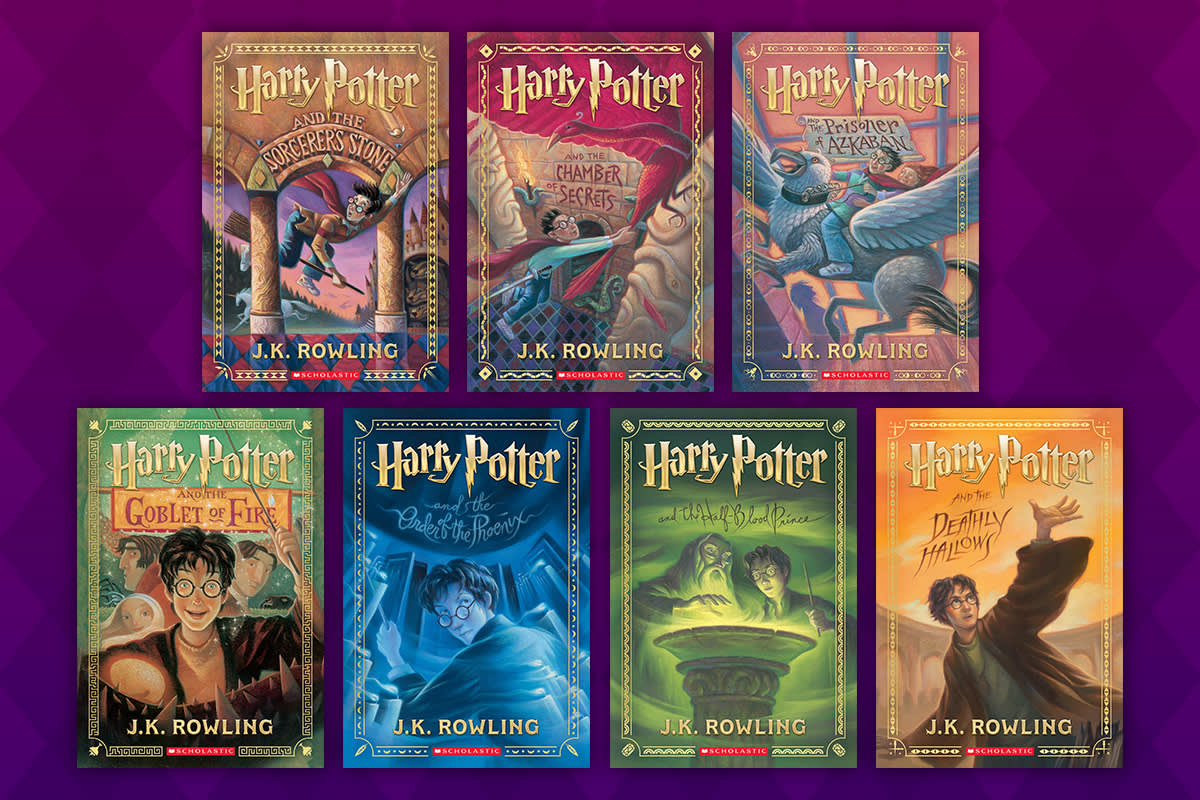 Harry Potter
AND THE
SORCERER'S STONE
J.K. ROWLING
SCHOLASTIC
Harry Potter
AND THE
CHAMBER
OF SECRETS
J.K. ROWLING
SCHOLASTIC
Harry Potter
AND THE Prisoner
of AZKABAN
J.K. ROWLING
SCHOLASTIC
Harry Potter
AND THE
GOBLET OF FIRE
J.K. ROWLING
SCHOLASTIC
Harry Potter
and the
Order of the Phoenix
J.K. ROWLING
SCHOLASTIC
Harry Potter
and the Half-Blood Prince
J.K. ROWLING
SCHOLASTIC
Harry Potter
AND THE
DEATHLY
HALLOWS
J.K. ROWLING
SCHOLASTIC